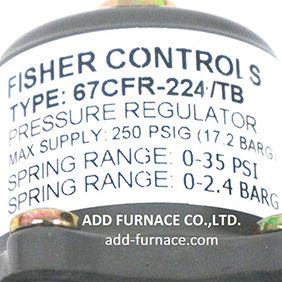 FISHER CONTROLS
TYPE: 67CFR-224/TB
PRESSURE REGULATOR
MAX SUPPLY: 250 PSIG (17.2 BARG)
SPRING RANGE: 0-35 PSI
SPRING RANGE: 0-2.4 BARG
ADD FURNACE CO.,LTD.
add-furnace.com